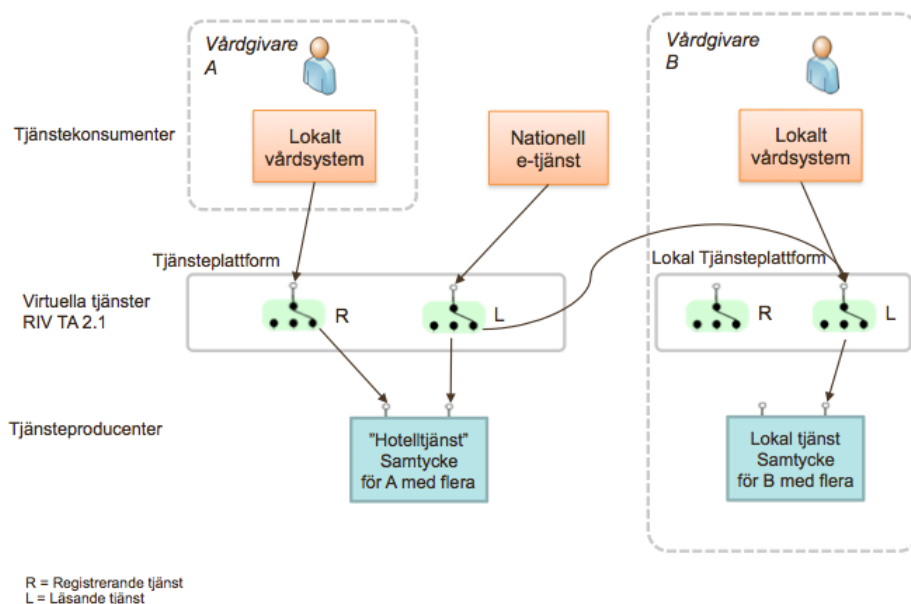 Vårdgivare
A
Vårdgivare
B
Tjänstekonsumenter
Lokalt
vårdsystem
Nationell
e-tjänst
Lokalt
vårdsystem
Tjänsteplattform
Lokal Tjänsteplattform
Virtuella tjänster
RIV TA 2.1
R
L
R
L
Tjänsteproducenter
"Hotelltjänst"
Samtycke
för A med flera
Lokal tjänst
Samtycke
för B med flera
R = Registrerande tjänst
L = Läsande tjänst